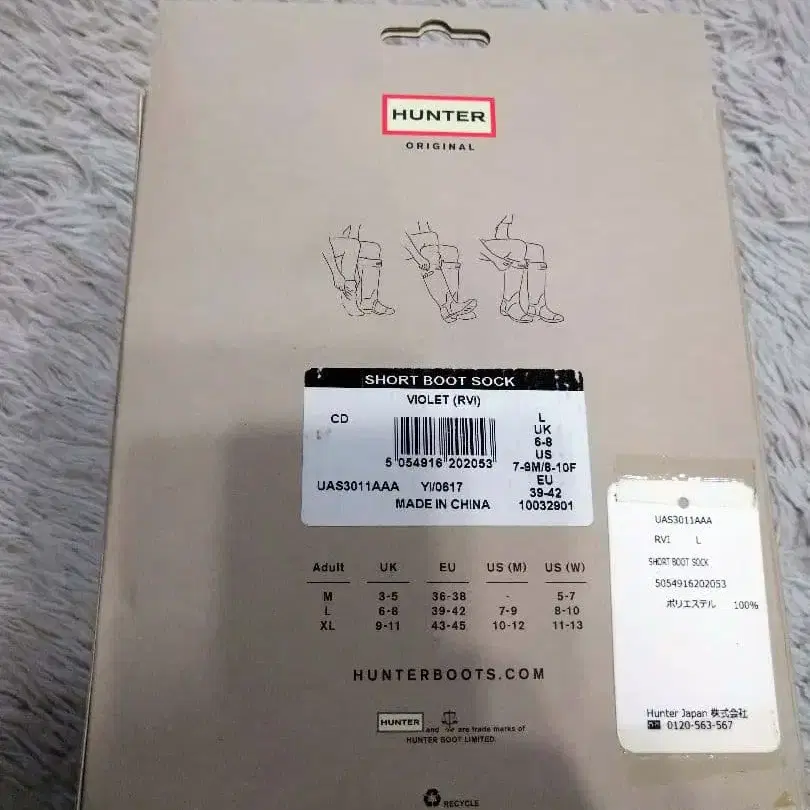 HUNTER
ORIGINAL
SHORT BOOT SOCK
VIOLET (RVI)
CD
L
UK
6-8
US
7-9M/8-10F
EU
39-42
10032901
5 054916 202053
UAS3011AAA YI/0617
MADE IN CHINA
Adult UK EU US (M) US (W)
M 3-5 36-38 - 5-7
L 6-8 39-42 7-9 8-10
XL 9-11 43-45 10-12 11-13
HUNTERBOOTS.COM
HUNTER and are trade marks of
HUNTER BOOT LIMITED.
RECYCLE
UAS3011AAA
RVI L
SHORT BOOT SOCK
5054916202053
ポリエステル 100%
Hunter Japan 株式会社
0120-563-567